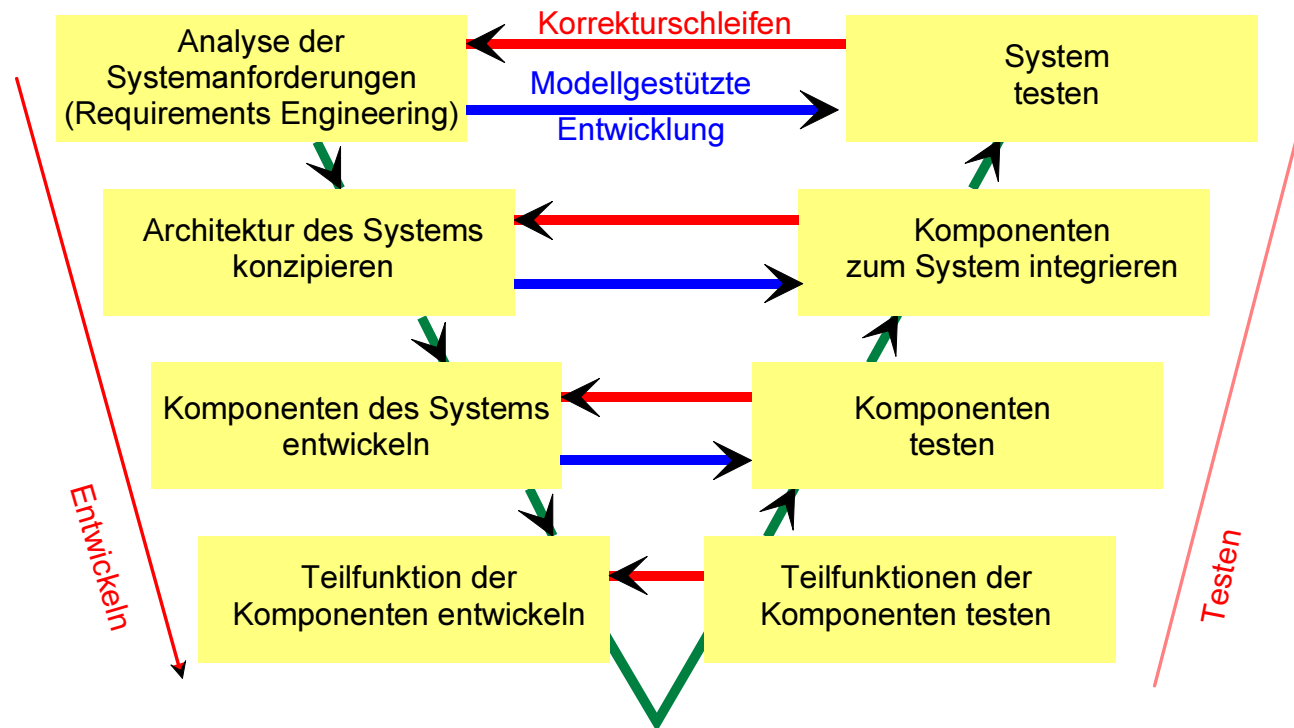 Analyse der
Systemanforderungen
(Requirements Engineering)
Korrekturschleifen
Modellgestützte
Entwicklung
System
testen
Architektur des Systems
konzipieren
Komponenten
zum System integrieren
Komponenten des Systems
entwickeln
Komponenten
testen
Teilfunktion der
Komponenten entwickeln
Teilfunktionen der
Komponenten testen
Entwickeln
Testen